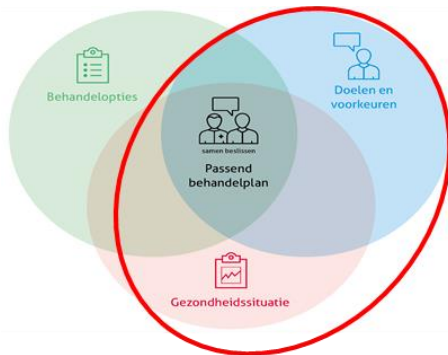 Behandelopties
Doelen en
voorkeuren
samen beslissen
Passend
behandelplan
Gezondheidssituatie